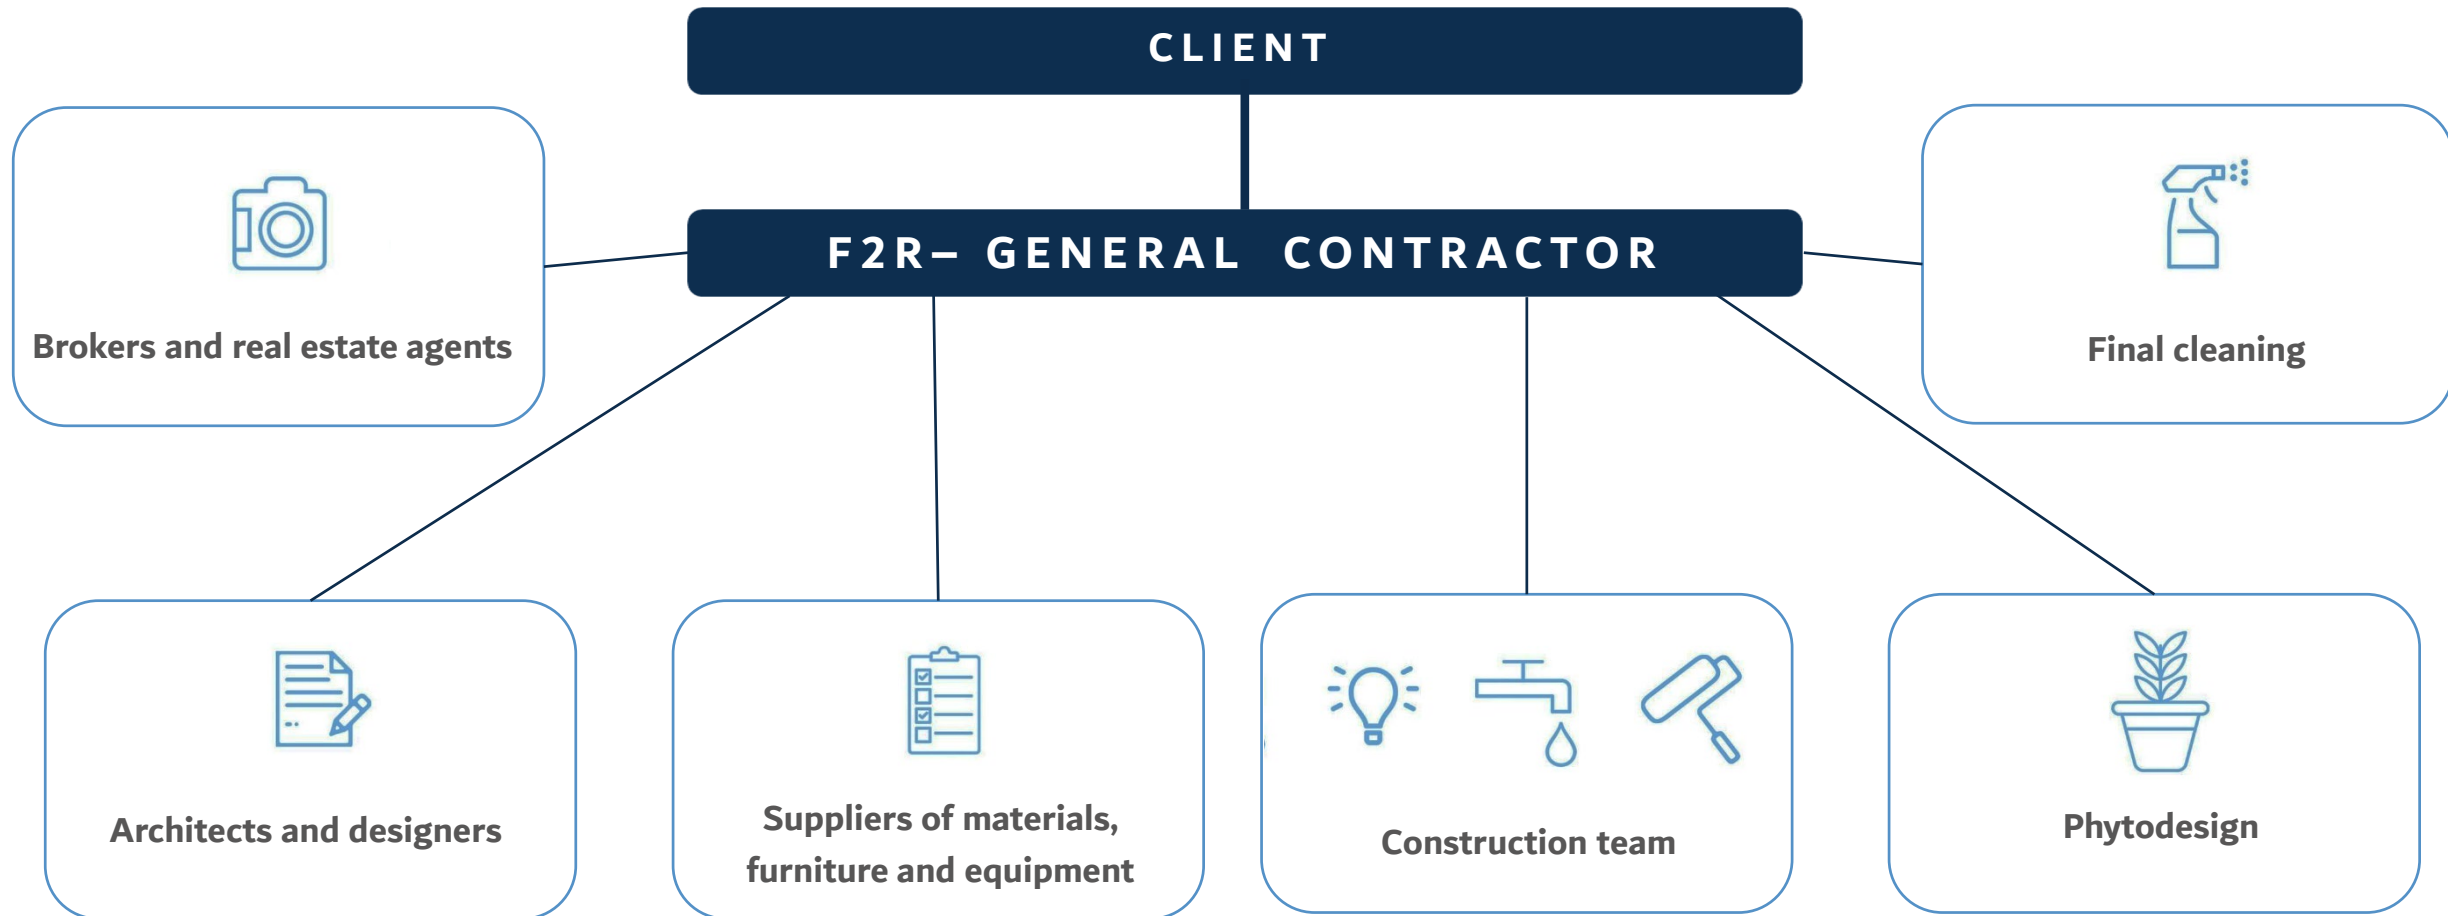 CLIENT
F2R– GENERAL CONTRACTOR
Brokers and real estate agents
Final cleaning
Architects and designers
Suppliers of materials,
furniture and equipment
Construction team
Phytodesign